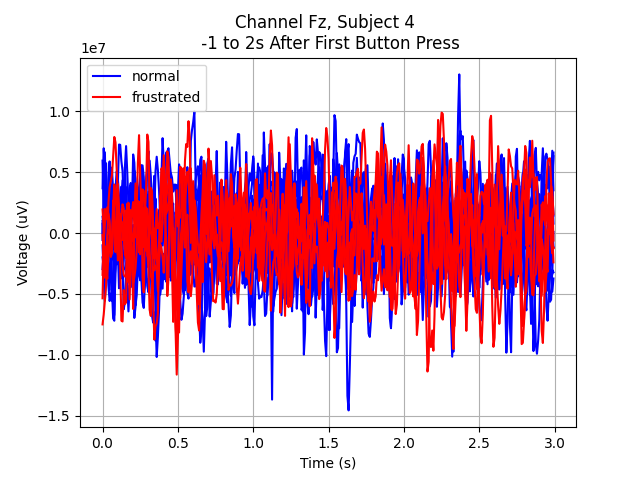 Channel Fz, Subject 4
-1 to 2s After First Button Press
1e7
normal
frustrated
1.0
0.5
0.0
−0.5
−1.0
−1.5
Voltage (uV)
0.0 0.5 1.0 1.5 2.0 2.5 3.0
Time (s)